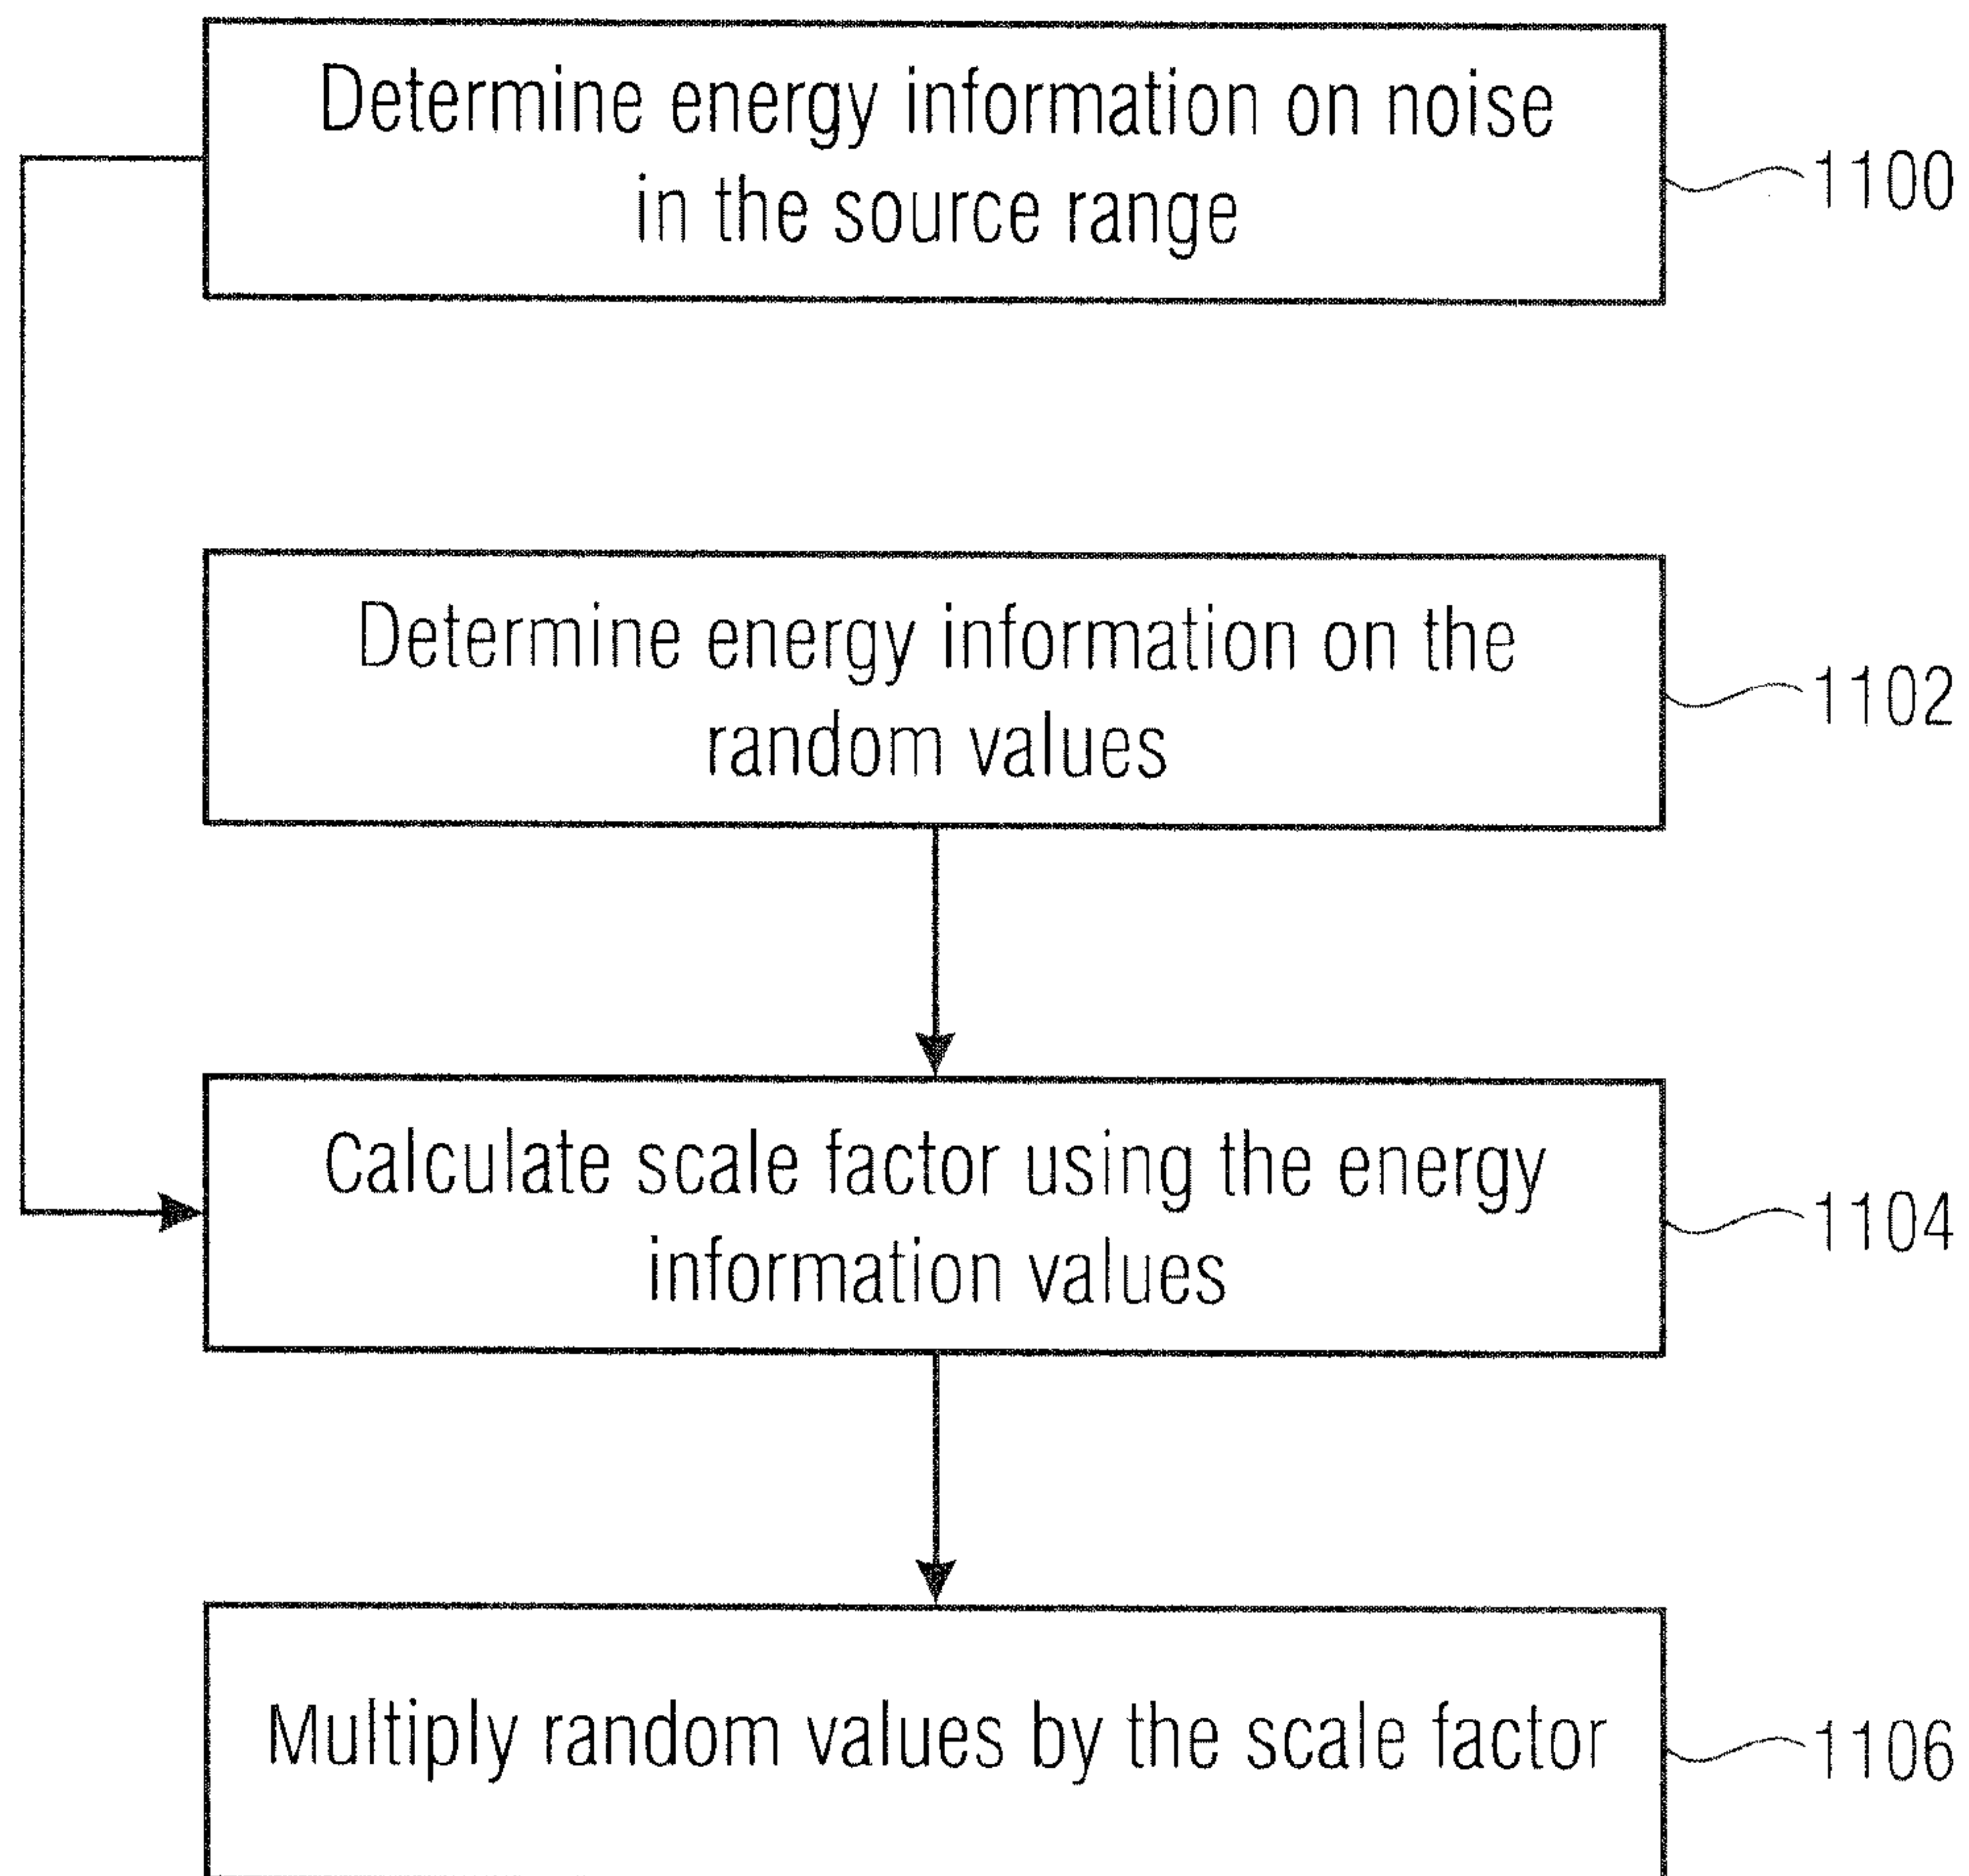 Determine energy information on noise
in the source range
1100
Determine energy information on the
random values
1102
Calculate scale factor using the energy
information values
1104
Multiply random values by the scale factor
1106